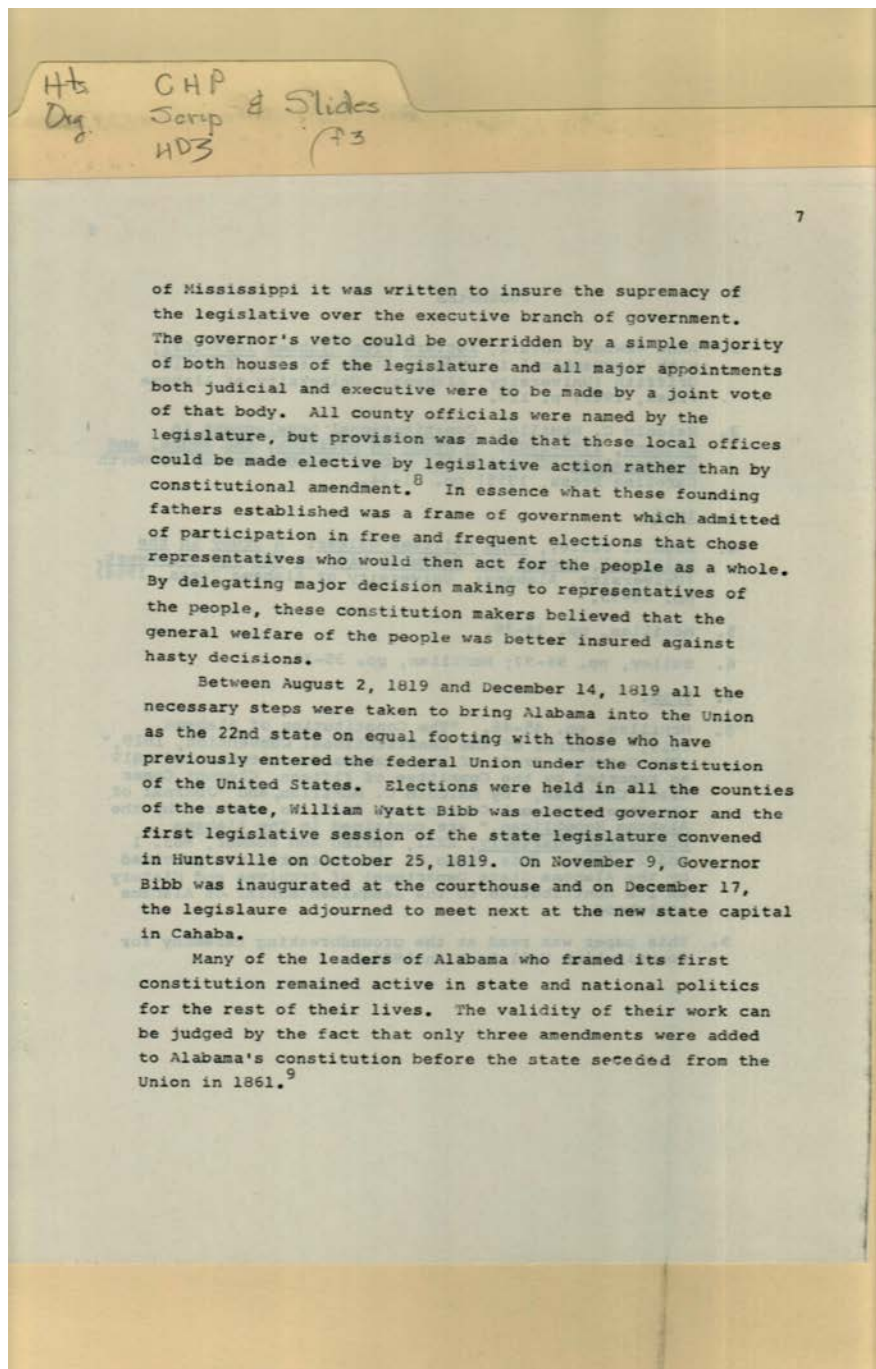 Hts. CHP
Org. Scrip & Slides
HD3 (f3
7
of Mississippi it was written to insure the supremacy of
the legislative over the executive branch of government.
The governor's veto could be overridden by a simple majority
of both houses of the legislature and all major appointments
both judicial and executive were to be made by a joint vote
of that body.  All county officials were named by the
legislature, but provision was made that these local offices
could be made elective by legislative action rather than by
constitutional amendment.8  In essence what these founding
fathers established was a frame of government which admitted
of participation in free and frequent elections that chose
representatives who would then act for the people as a whole.
By delegating major decision making to representatives of
the people, these constitution makers believed that the
general welfare of the people was better insured against
hasty decisions.
Between August 2, 1819 and December 14, 1819 all the
necessary steps were taken to bring Alabama into the Union
as the 22nd state on equal footing with those who have
previously entered the federal Union under the Constitution
of the United States.  Elections were held in all the counties
of the state, William Wyatt Bibb was elected governor and the
first legislative session of the state legislature convened
in Huntsville on October 25, 1819.  On November 9, Governor
Bibb was inaugurated at the courthouse and on December 17,
the legislaure adjourned to meet next at the new state capital
in Cahaba.
Many of the leaders of Alabama who framed its first
constitution remained active in state and national politics
for the rest of their lives.  The validity of their work can
be judged by the fact that only three amendments were added
to Alabama's constitution before the state seceded from the
Union in 1861.9